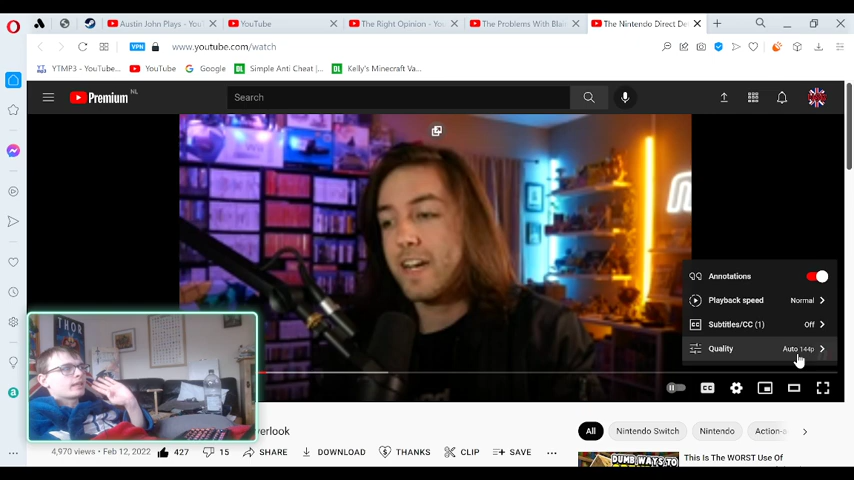 Austin John Plays - You
YouTube
The Right Opinion - You
The Problems With Blair
The Nintendo Direct De
VPN
www.youtube.com/watch
YTMP3 - YouTube...
YouTube
Google
Simple Anti Cheat |...
Kelly's Minecraft Va...
Premium NL
Search
Annotations
Playback speed Normal
Subtitles/CC (1) Off
Quality Auto 144p
THOR
erlook
4,970 views • Feb 12, 2022 427 15 SHARE DOWNLOAD THANKS CLIP SAVE
All Nintendo Switch Nintendo Action-a
DUMB WAYS TO
This Is The WORST Use Of